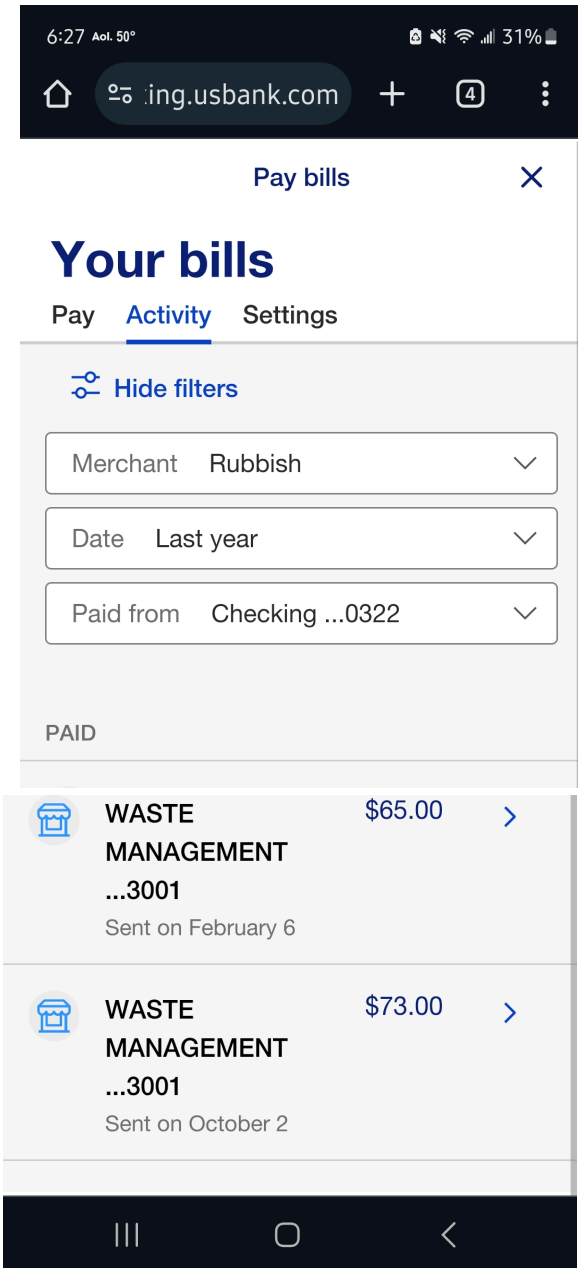 6:27 Aol. 50° 31%
:ing.usbank.com 4
Pay bills
Your bills
Pay Activity Settings
Hide filters
Merchant Rubbish
Date Last year
Paid from Checking ...0322
PAID
WASTE $65.00
MANAGEMENT
...3001
Sent on February 6
WASTE $73.00
MANAGEMENT
...3001
Sent on October 2